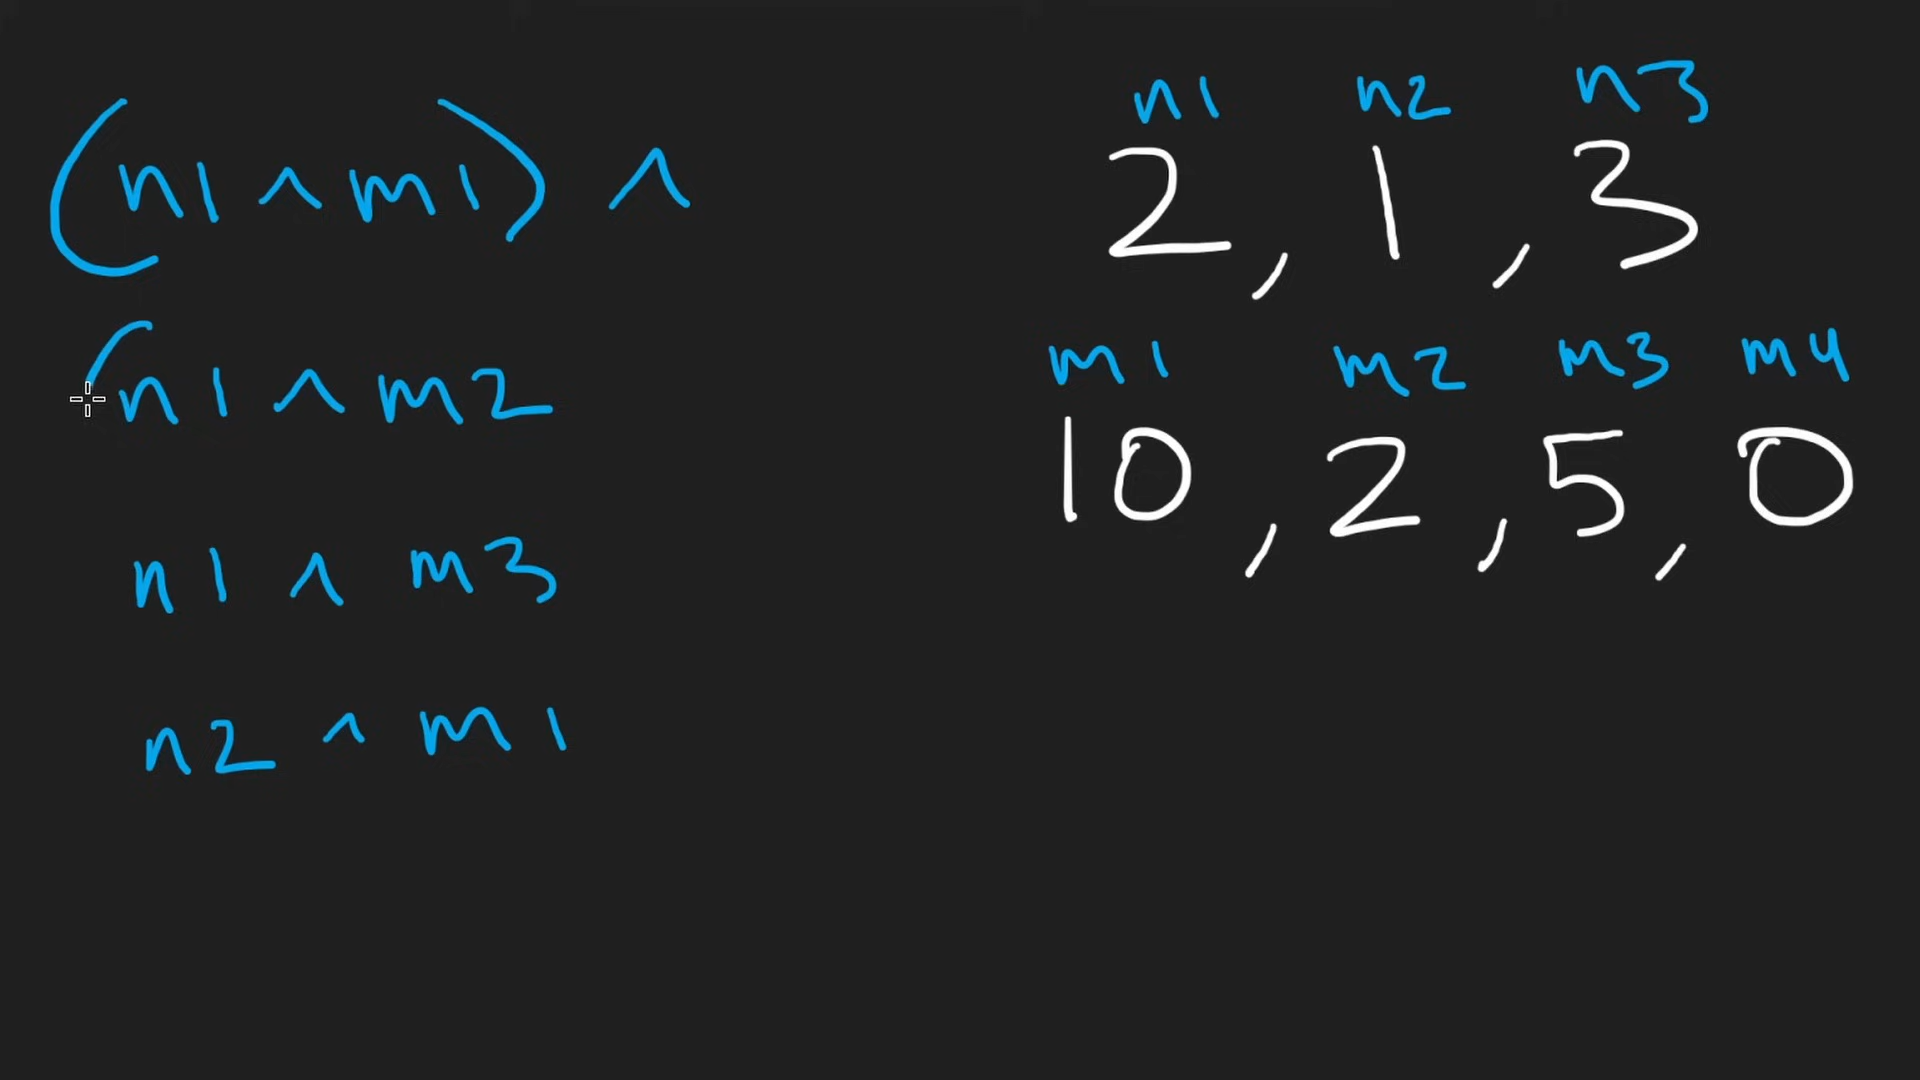 (n1 ^ m1) ^
(n1 ^ m2
n1 ^ m3
n2 ^ m1
n1 n2 n3
2, 1, 3
m1 m2 m3 m4
10, 2, 5, 0